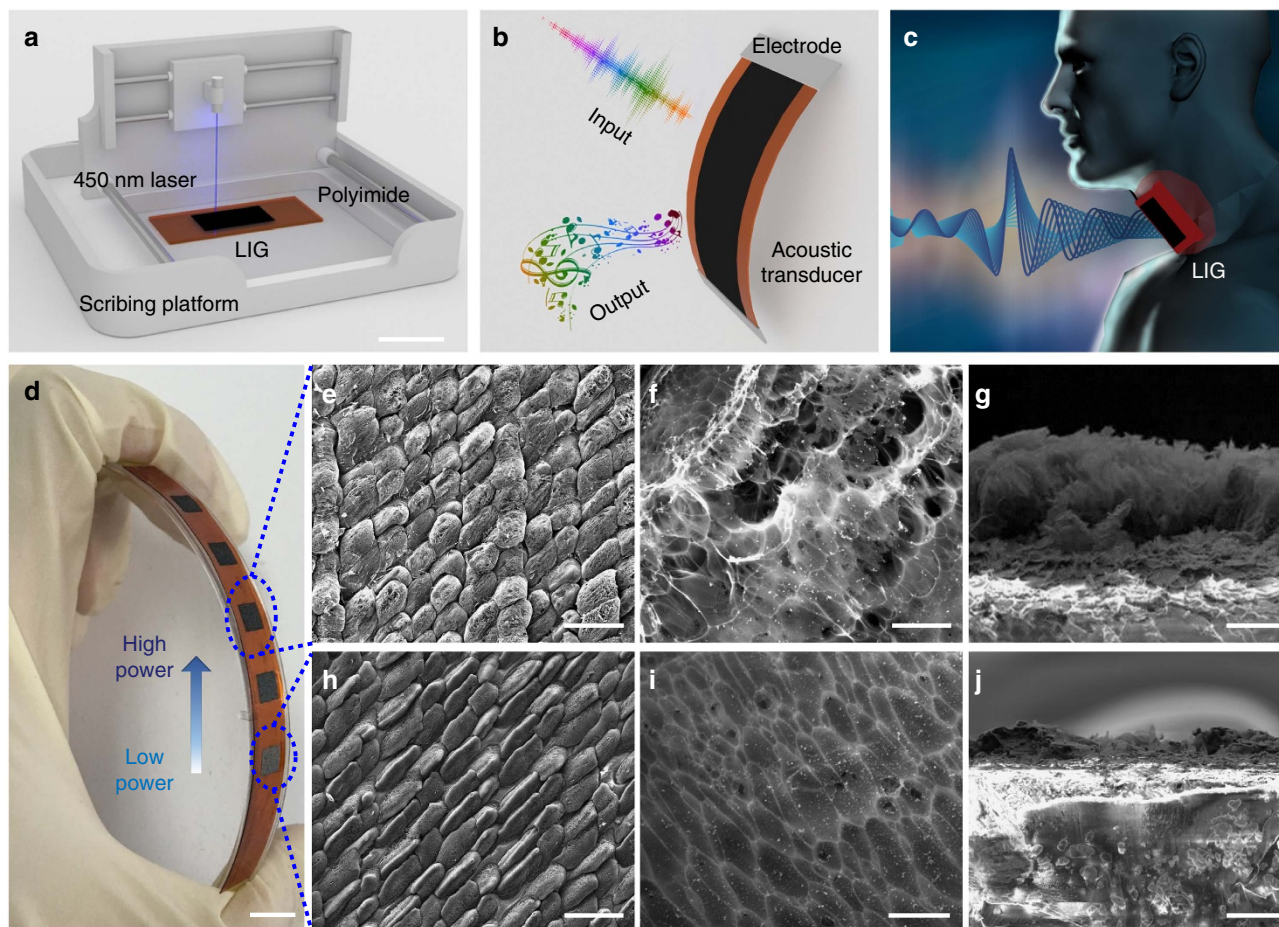 a
450 nm laser
Polyimide
LIG
Scribing platform
b
Electrode
Input
Output
Acoustic
transducer
c
LIG
d
High
power
Low
power
e
f
g
h
i
j